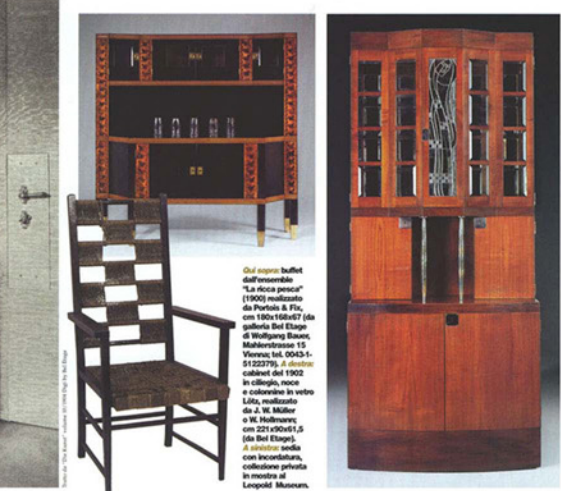 Qui sopra: buffet
dall'ensemble
"La ricca pesca"
(1900) realizzato
da Portois & Fix,
cm 180x168x67 (da
galleria Bel Etage
di Wolfgang Bauer,
Mahlerstrasse 15
Vienna; tel. 0043-1-
5122379). A destra:
cabinet del 1902
in ciliegio, noce
e colonnine in vetro
Lötz, realizzato
da J. W. Müller
o W. Hollmann;
cm 221x90x61,5
(da Bel Etage).
A sinistra: sedia
con incordatura,
collezione privata
in mostra al
Leopold Museum.